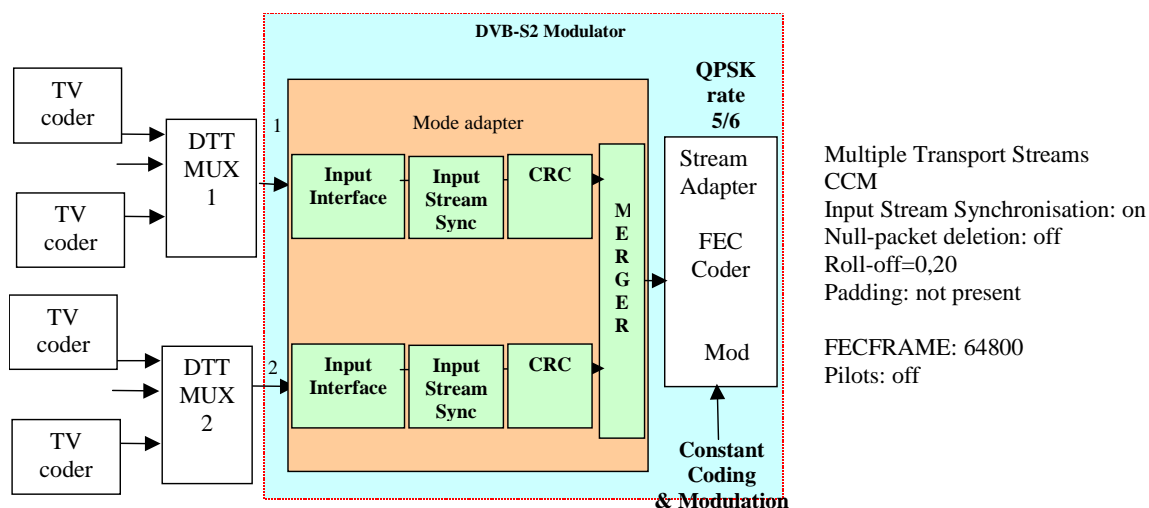 DVB-S2 Modulator
TV
coder
TV
coder
DTT
MUX
1
1
Mode adapter
Input
Interface
Input
Stream
Sync
CRC
M
E
R
G
E
R
QPSK
rate
5/6
Stream
Adapter
FEC
Coder
Mod
TV
coder
TV
coder
DTT
MUX
2
2
Input
Interface
Input
Stream
Sync
CRC
Constant
Coding
& Modulation
Multiple Transport Streams
CCM
Input Stream Synchronisation: on
Null-packet deletion: off
Roll-off=0,20
Padding: not present
FECFRAME: 64800
Pilots: off